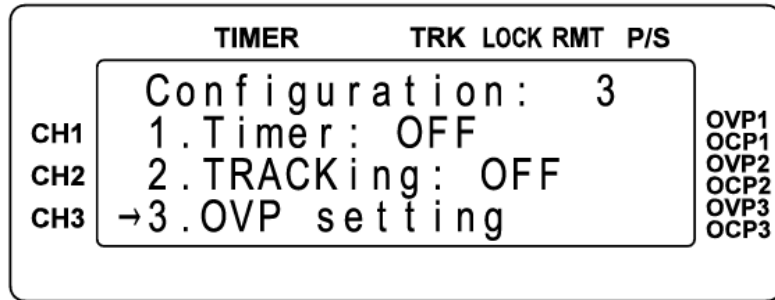 TIMER TRK LOCK RMT P/S
Configuration: 3
CH1 1.Timer: OFF OVP1
OCP1
CH2 2.TRACKing: OFF OVP2
OCP2
CH3 →3.OVP setting OVP3
OCP3